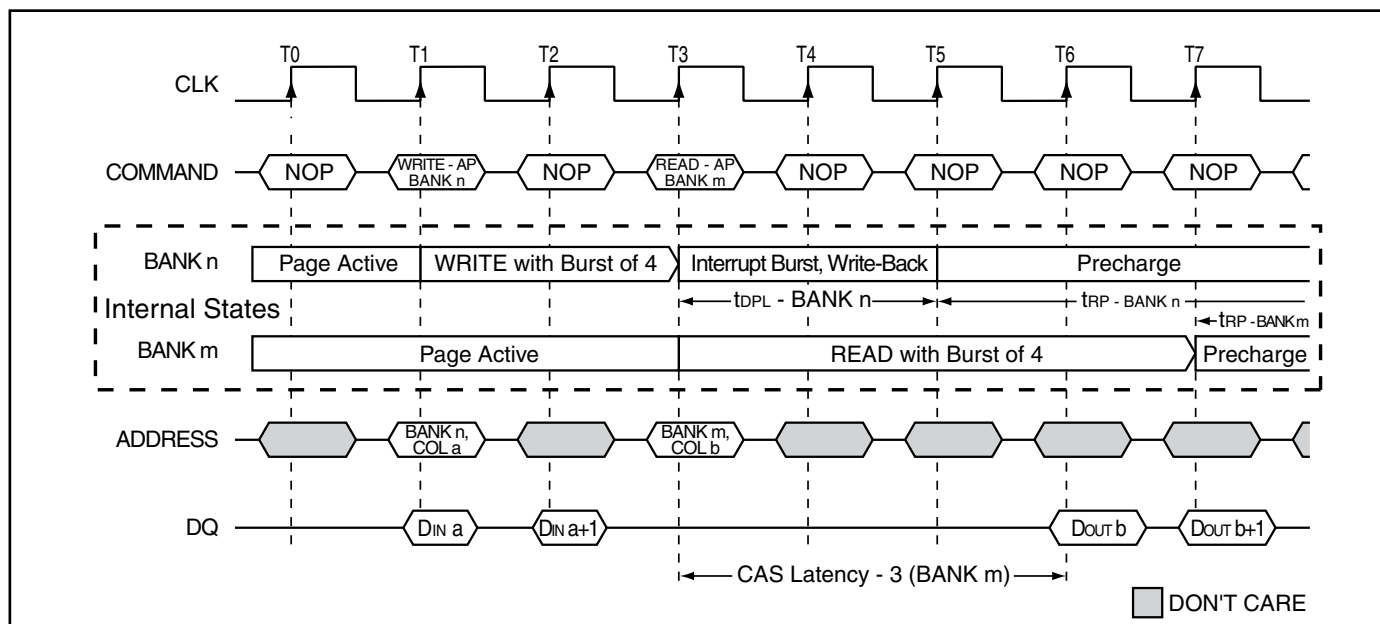 T0 T1 T2 T3 T4 T5 T6 T7
CLK
COMMAND NOP WRITE - AP BANK n NOP READ - AP BANK m NOP NOP NOP NOP
BANK n Page Active WRITE with Burst of 4 Interrupt Burst, Write-Back Precharge
tDPL - BANK n tRP - BANK n
Internal States
tRP - BANK m
BANK m Page Active READ with Burst of 4 Precharge
ADDRESS BANK n, COL a BANK m, COL b
DQ DIN a DIN a+1 DOUT b DOUT b+1
CAS Latency - 3 (BANK m)
DON'T CARE